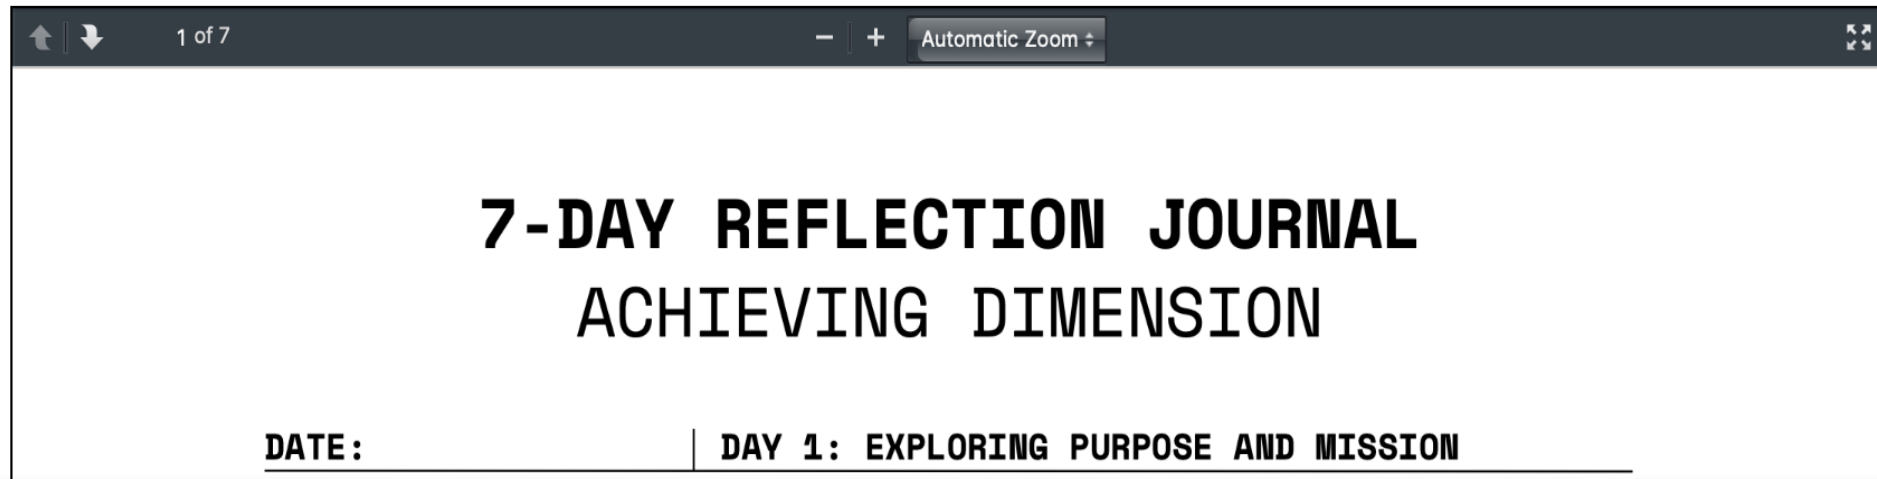 1 of 7 − + Automatic Zoom
7-DAY REFLECTION JOURNAL
ACHIEVING DIMENSION
DATE: DAY 1: EXPLORING PURPOSE AND MISSION